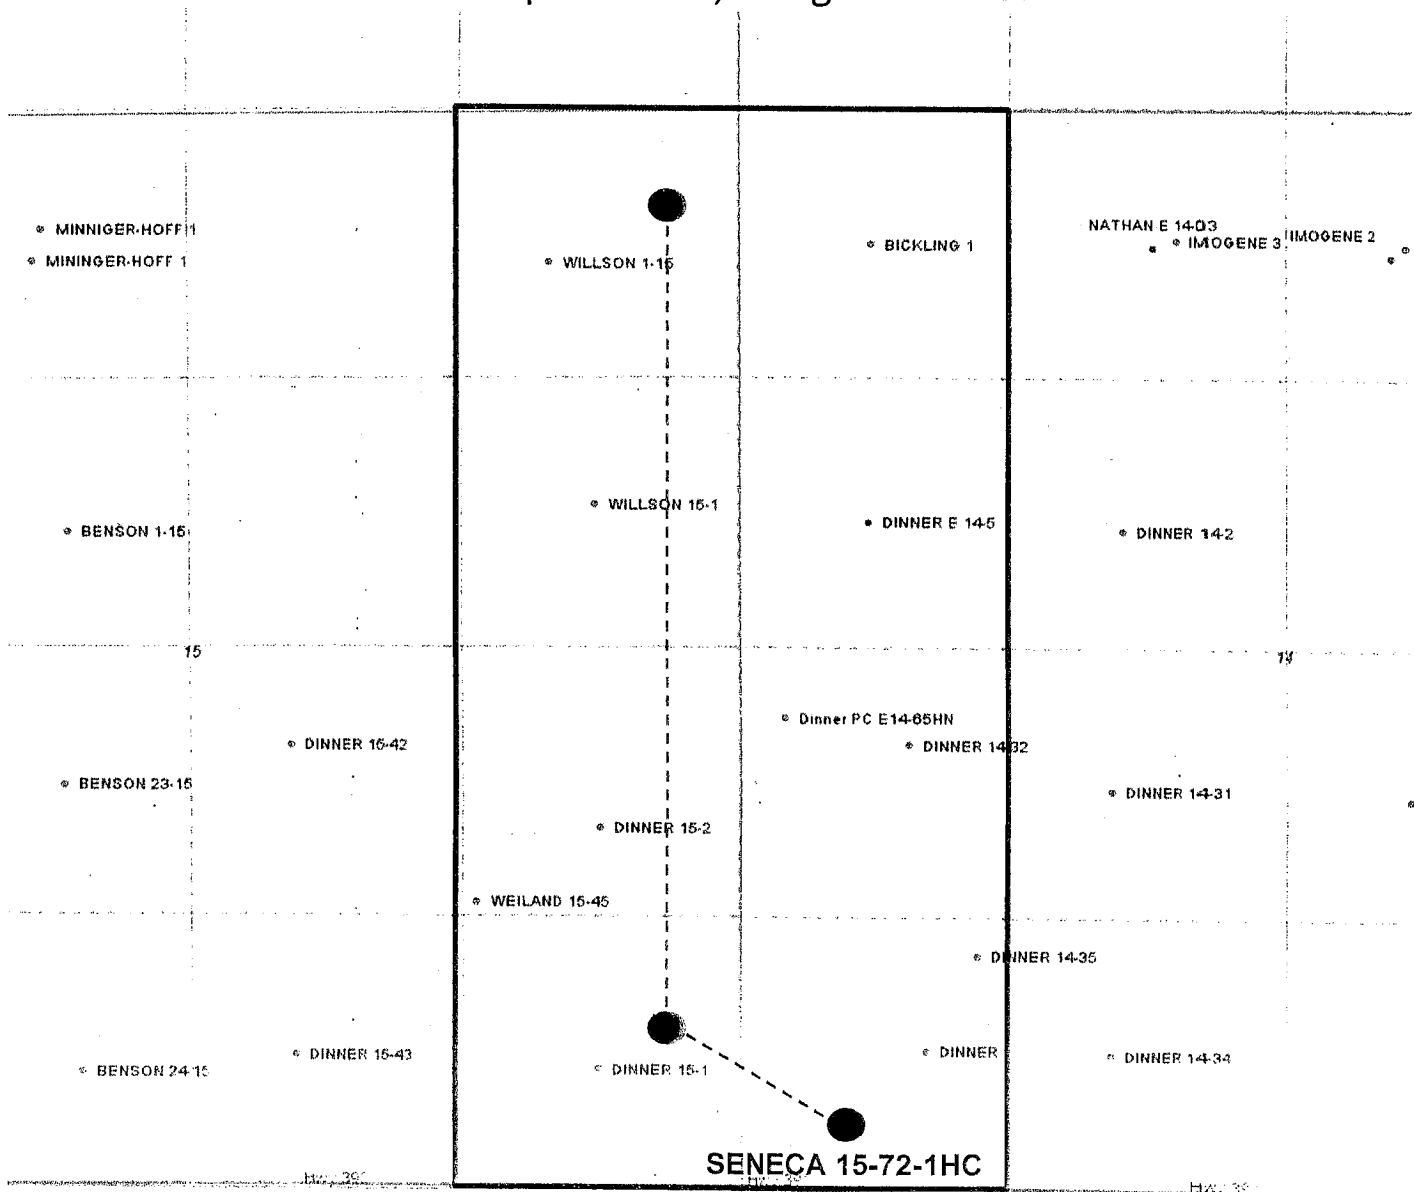 NATHAN E 14-03
MINNIGER-HOFF 1
IMOGENE 3
IMOGENE 2
BICKLING 1
MININGER-HOFF 1
WILLSON 1-15
WILLSON 15-1
DINNER E 14-5
BENSON 1-15
DINNER 14-2
15
14
Dinner PC E14-65HN
DINNER 15-42
DINNER 14-32
BENSON 23-15
DINNER 14-31
DINNER 15-2
WEILAND 15-45
DINNER 14-35
DINNER 15-43
DINNER
DINNER 14-34
BENSON 24-15
DINNER 15-1
SENECA 15-72-1HC